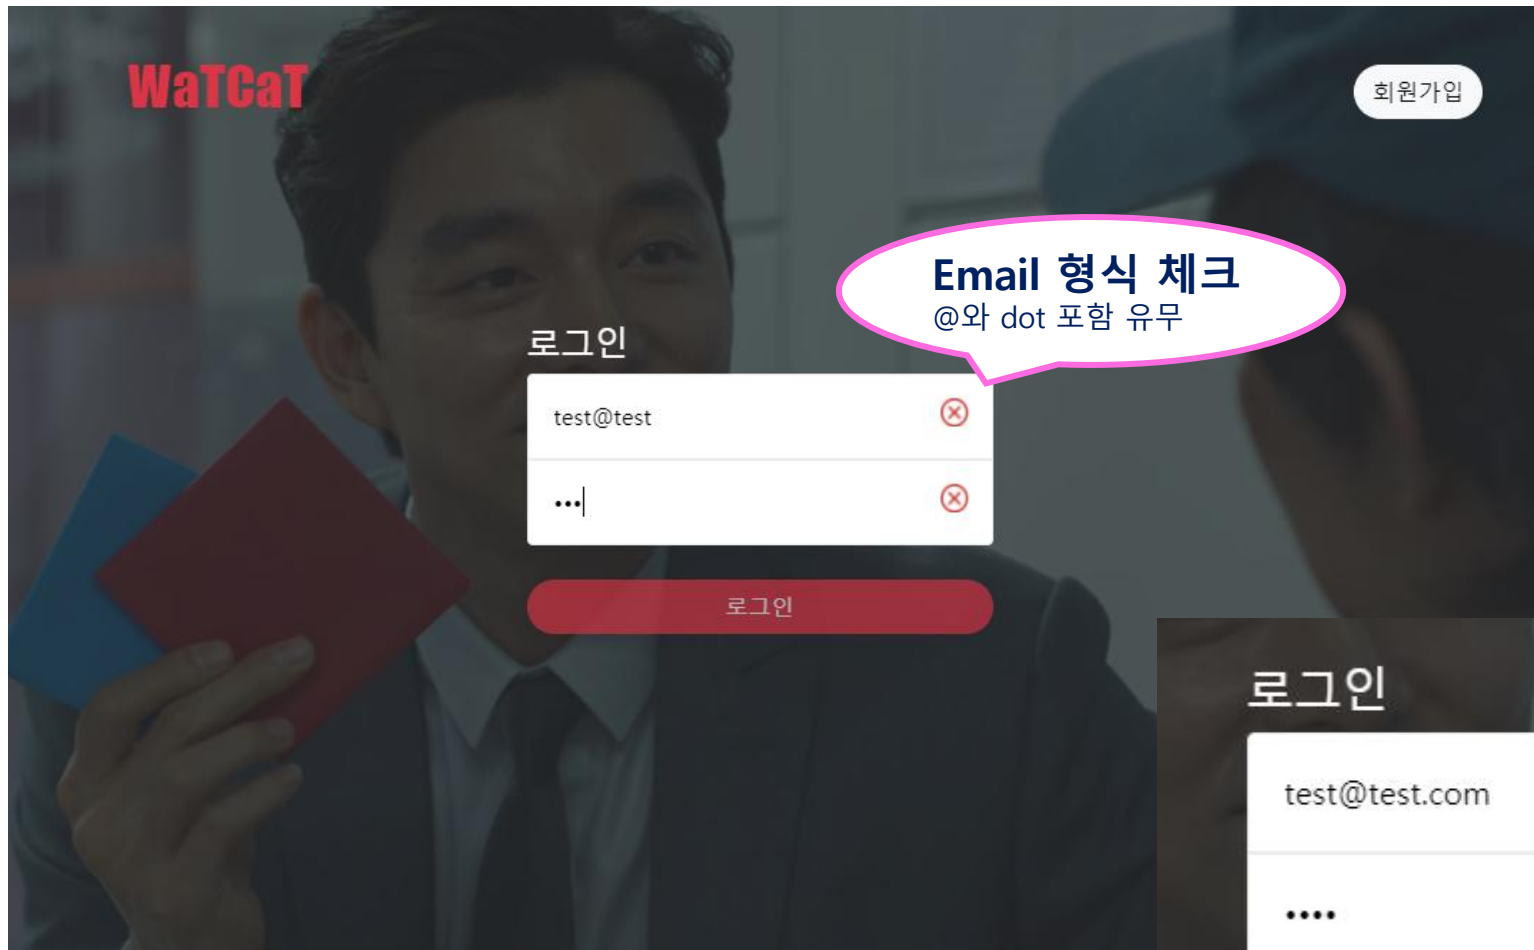 WaTCaT
회원가입
Email 형식 체크
@와 dot 포함 유무
로그인
test@test
•••
로그인
로그인
test@test.com
••••